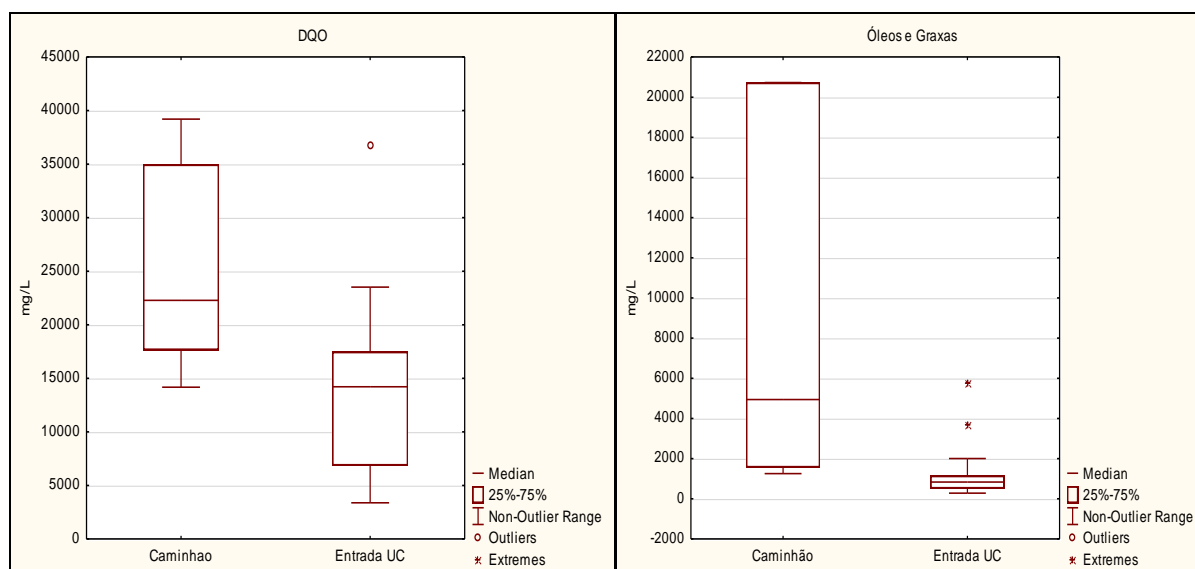 DQO
45000
40000
35000
30000
25000
20000
15000
10000
5000
0
mg/L
Caminhao Entrada UC
Median
25%-75%
Non-Outlier Range
Outliers
Extremes
Óleos e Graxas
22000
20000
18000
16000
14000
12000
10000
8000
6000
4000
2000
0
-2000
mg/L
Caminhão Entrada UC
Median
25%-75%
Non-Outlier Range
Outliers
Extremes